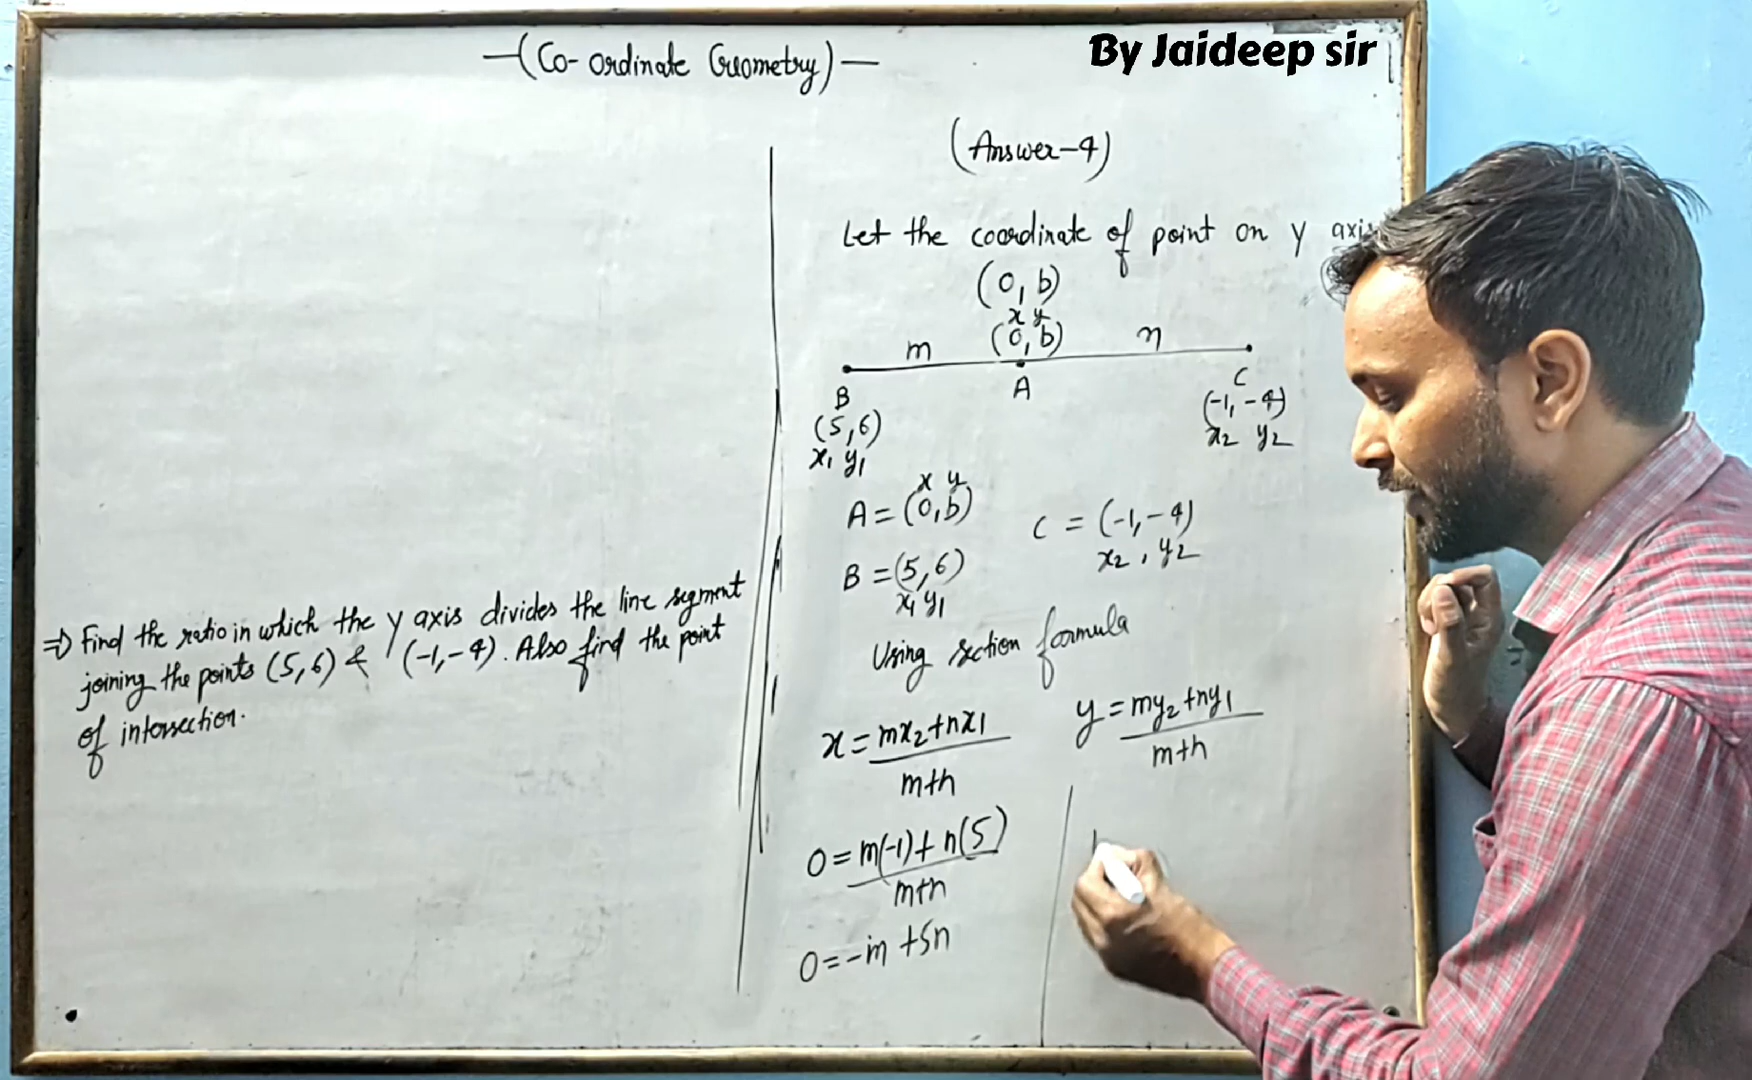 (Co-ordinate Geometry)
By Jaideep sir
⇒ Find the ratio in which the y axis divides the line segment
joining the points (5,6) & (-1,-4). Also find the point
of intersection.
(Answer-4)
Let the coordinate of point on y axis
(0, b)
x y
m (0, b) n
B A C
(5,6) (-1,-4)
x1 y1 x2 y2
x y
A = (0,b) C = (-1,-4)
x2, y2
B = (5,6)
x1 y1
Using section formula
x = mx2+nx1
m+n
y = my2+ny1
m+n
0 = m(-1)+n(5)
m+n
0 = -m +5n